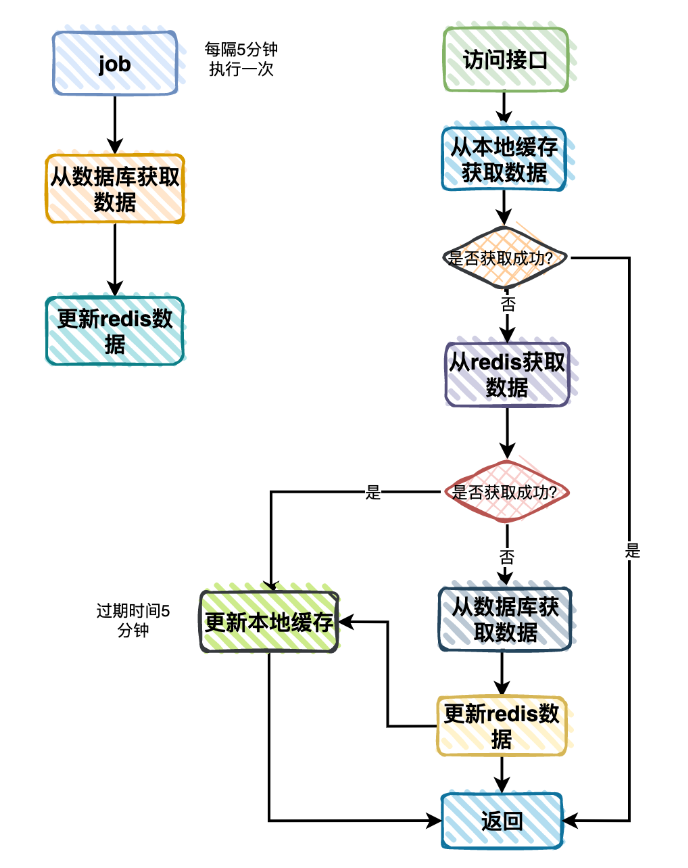 job
每隔5分钟
执行一次
从数据库获取
数据
更新redis数
据
访问接口
从本地缓存
获取数据
是否获取成功?
否
从redis获取
数据
是否获取成功?
是
否
是
过期时间5
分钟
更新本地缓存
从数据库获
取数据
更新redis数
据
返回